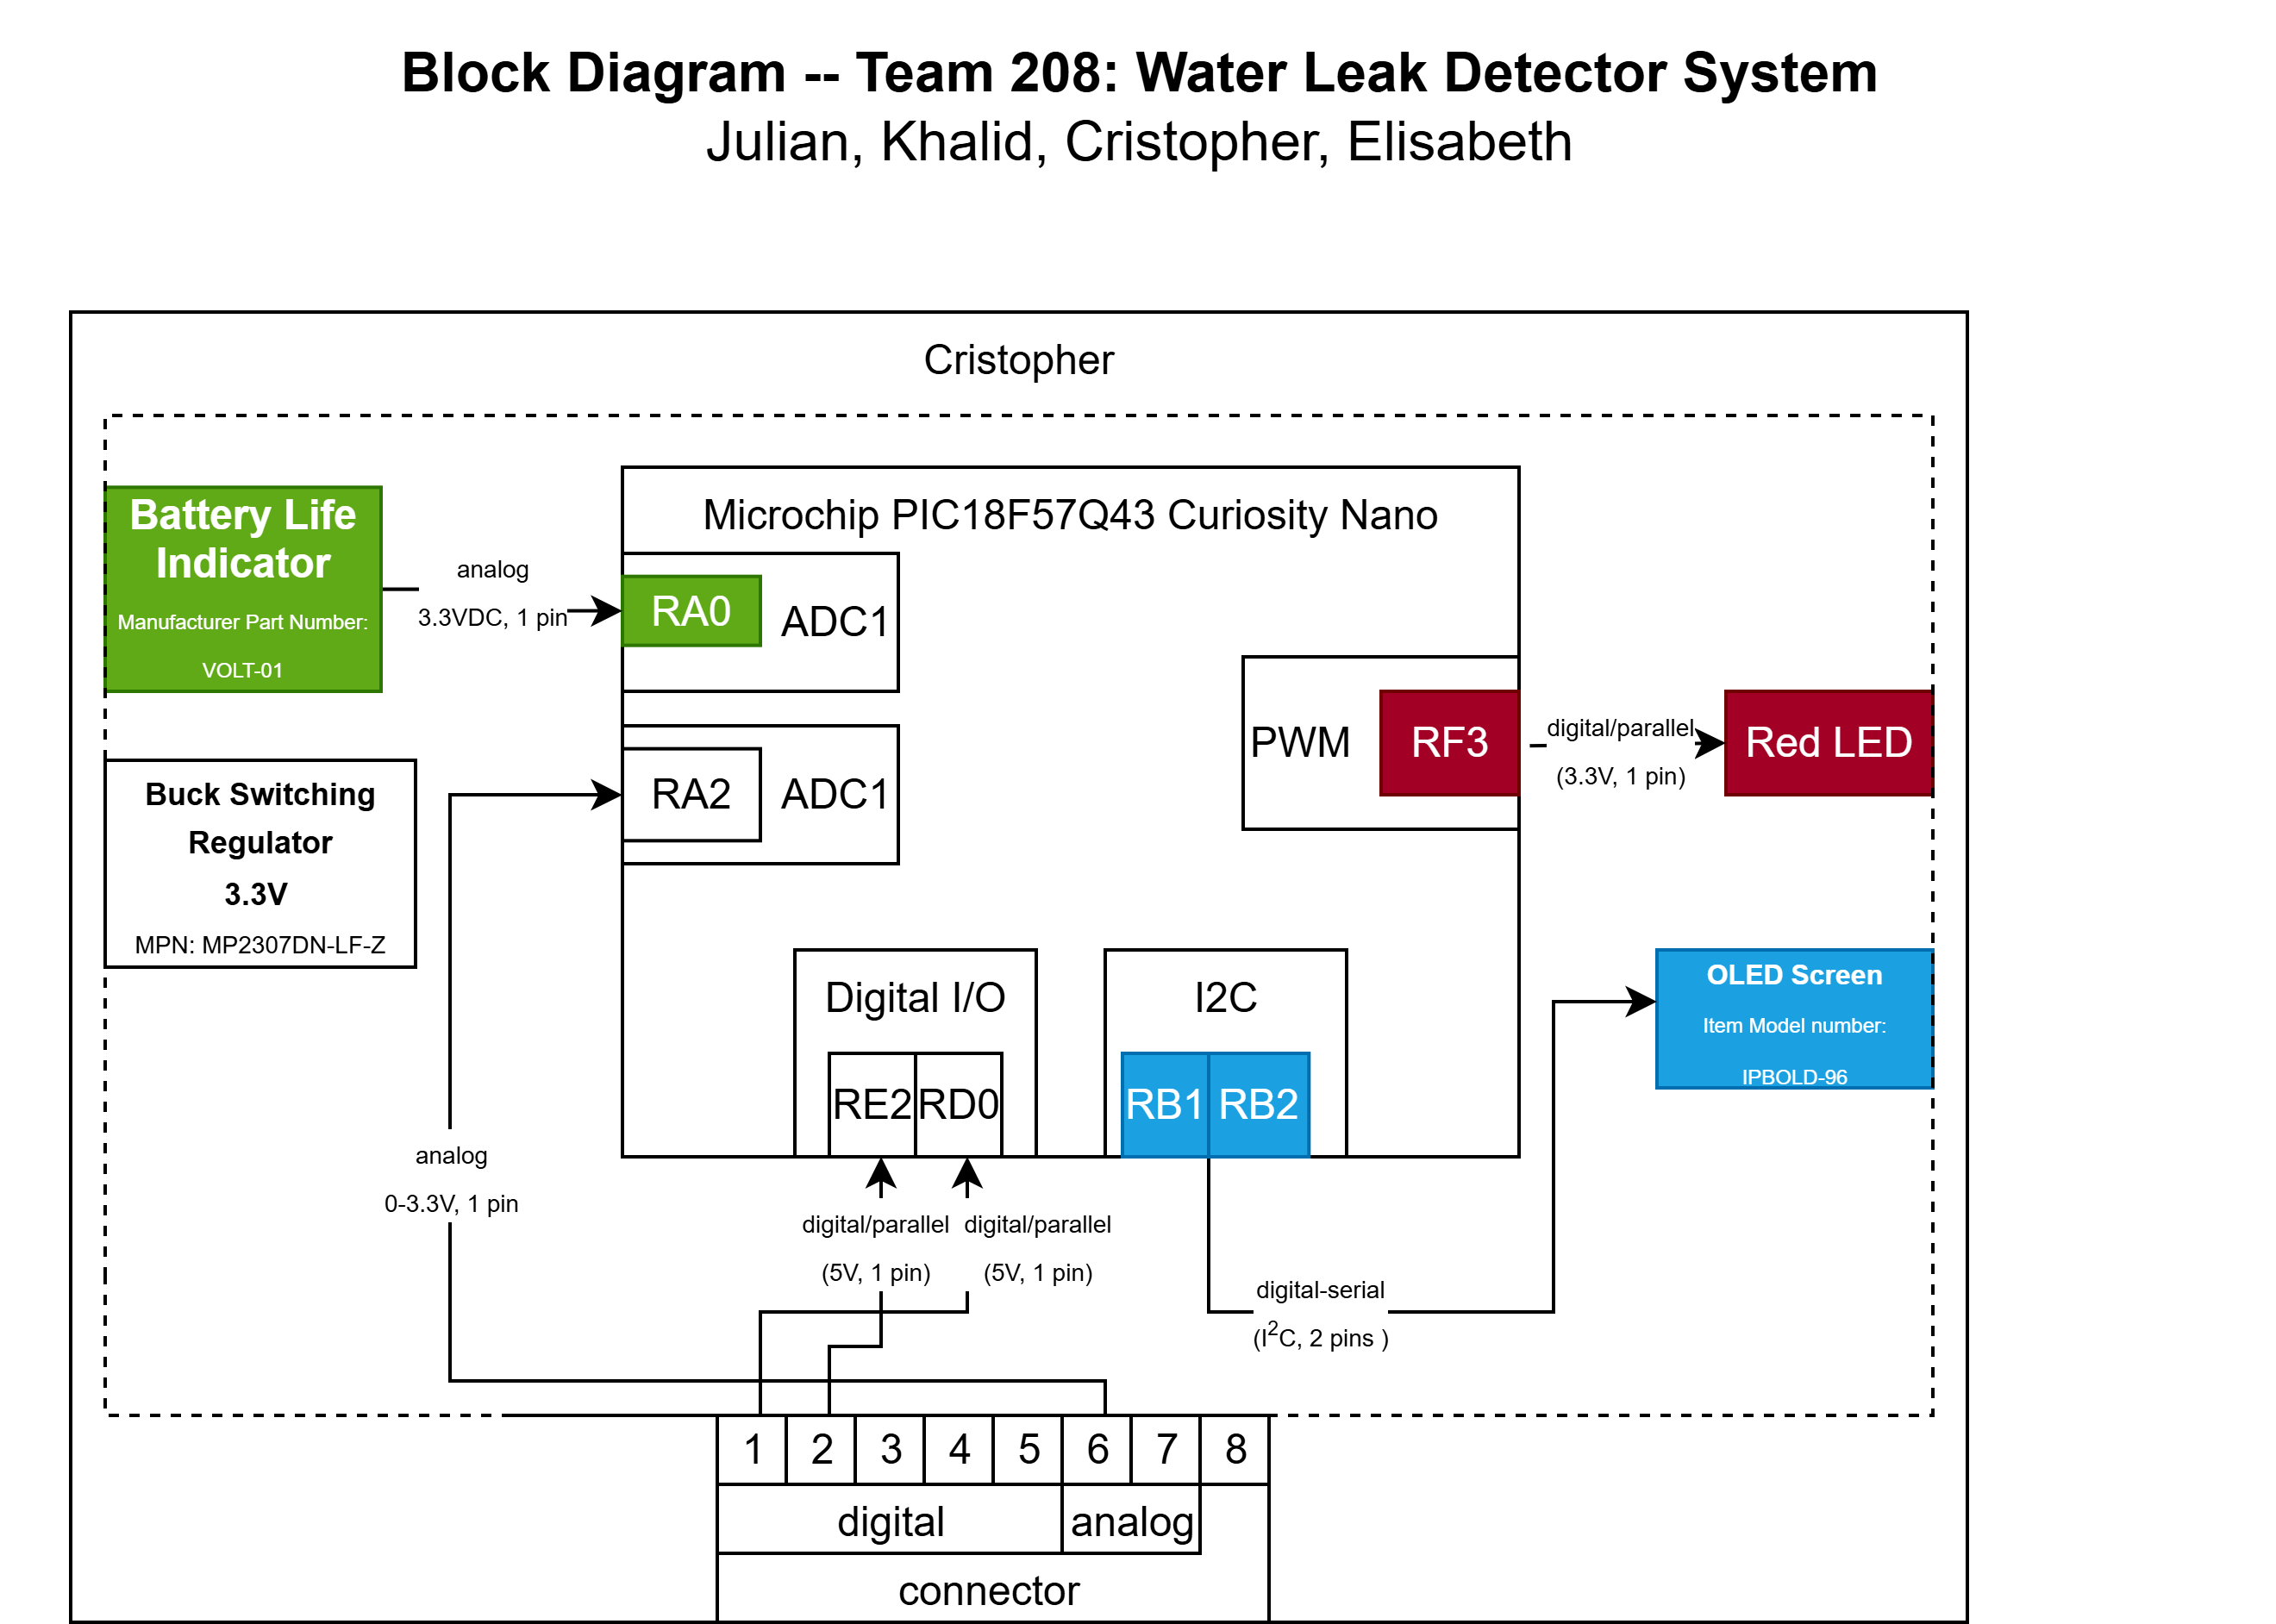 Block Diagram -- Team 208: Water Leak Detector System
Julian, Khalid, Cristopher, Elisabeth
Cristopher
Battery Life
Indicator
Manufacturer Part Number:
VOLT-01
analog
3.3VDC, 1 pin
Microchip PIC18F57Q43 Curiosity Nano
RA0
ADC1
RA2
ADC1
PWM
RF3
digital/parallel
(3.3V, 1 pin)
Red LED
Buck Switching
Regulator
3.3V
MPN: MP2307DN-LF-Z
Digital I/O
RE2
RD0
I2C
RB1
RB2
OLED Screen
Item Model number:
IPBOLD-96
analog
0-3.3V, 1 pin
digital/parallel
(5V, 1 pin)
digital/parallel
(5V, 1 pin)
digital-serial
(I²C, 2 pins )
1 2 3 4 5 6 7 8
digital
analog
connector